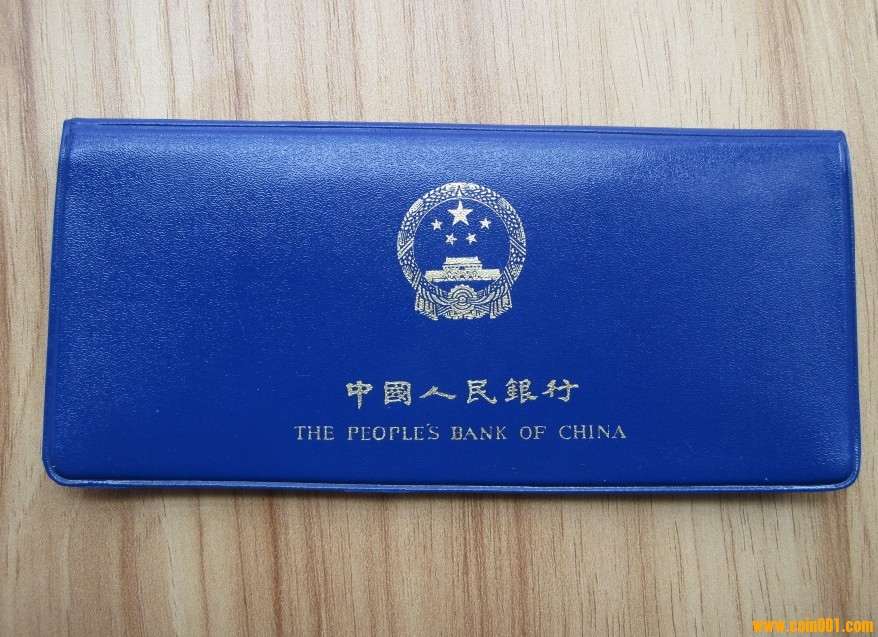 中國人民銀行
THE PEOPLE'S BANK OF CHINA
www.coin001.com